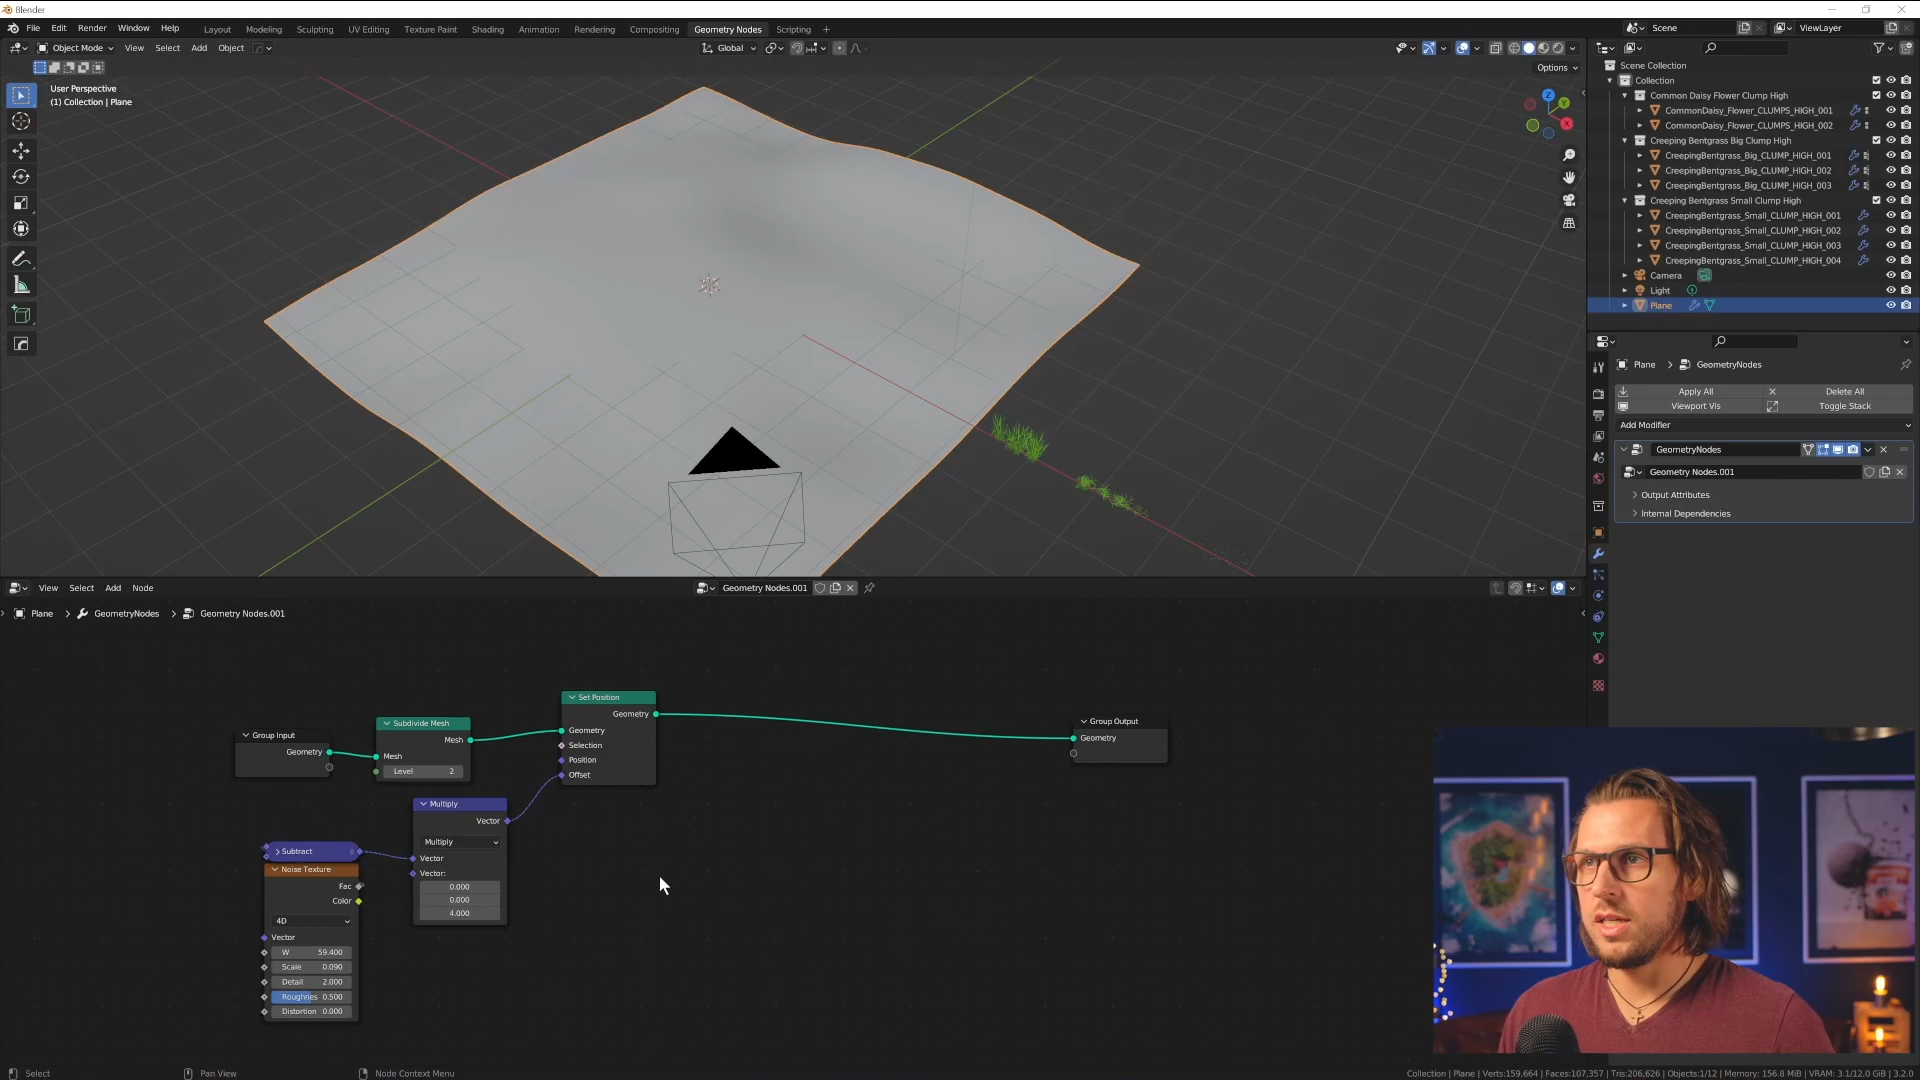 Blender
File Edit Render Window Help
Layout Modeling Sculpting UV Editing Texture Paint Shading Animation Rendering Compositing Geometry Nodes Scripting +
Scene
ViewLayer
Object Mode View Select Add Object
Global
Options
User Perspective
(1) Collection | Plane
Z
Y
X
Scene Collection
Collection
Common Daisy Flower Clump High
CommonDaisy_Flower_CLUMPS_HIGH_001
CommonDaisy_Flower_CLUMPS_HIGH_002
Creeping Bentgrass Big Clump High
CreepingBentgrass_Big_CLUMP_HIGH_001
CreepingBentgrass_Big_CLUMP_HIGH_002
CreepingBentgrass_Big_CLUMP_HIGH_003
Creeping Bentgrass Small Clump High
CreepingBentgrass_Small_CLUMP_HIGH_001
CreepingBentgrass_Small_CLUMP_HIGH_002
CreepingBentgrass_Small_CLUMP_HIGH_003
CreepingBentgrass_Small_CLUMP_HIGH_004
Camera
Light
Plane
Plane > GeometryNodes
Apply All
Delete All
Viewport Vis
Toggle Stack
Add Modifier
GeometryNodes
Geometry Nodes.001
Output Attributes
Internal Dependencies
View Select Add Node
Geometry Nodes.001
Plane > GeometryNodes > Geometry Nodes.001
Group Input
Geometry
Subdivide Mesh
Mesh
Mesh
Level 2
Set Position
Geometry
Geometry
Selection
Position
Offset
Group Output
Geometry
Multiply
Vector
Multiply
Vector
Vector:
0.000
0.000
4.000
Subtract
Noise Texture
Fac
Color
4D
Vector
W 59.400
Scale 0.090
Detail 2.000
Roughnes 0.500
Distortion 0.000
Select
Pan View
Node Context Menu
Collection | Plane | Verts:159,664 | Faces:107,357 | Tris:206,626 | Objects:1/12 | Memory: 156.8 MiB | VRAM: 3.1/12.0 GiB | 3.2.0